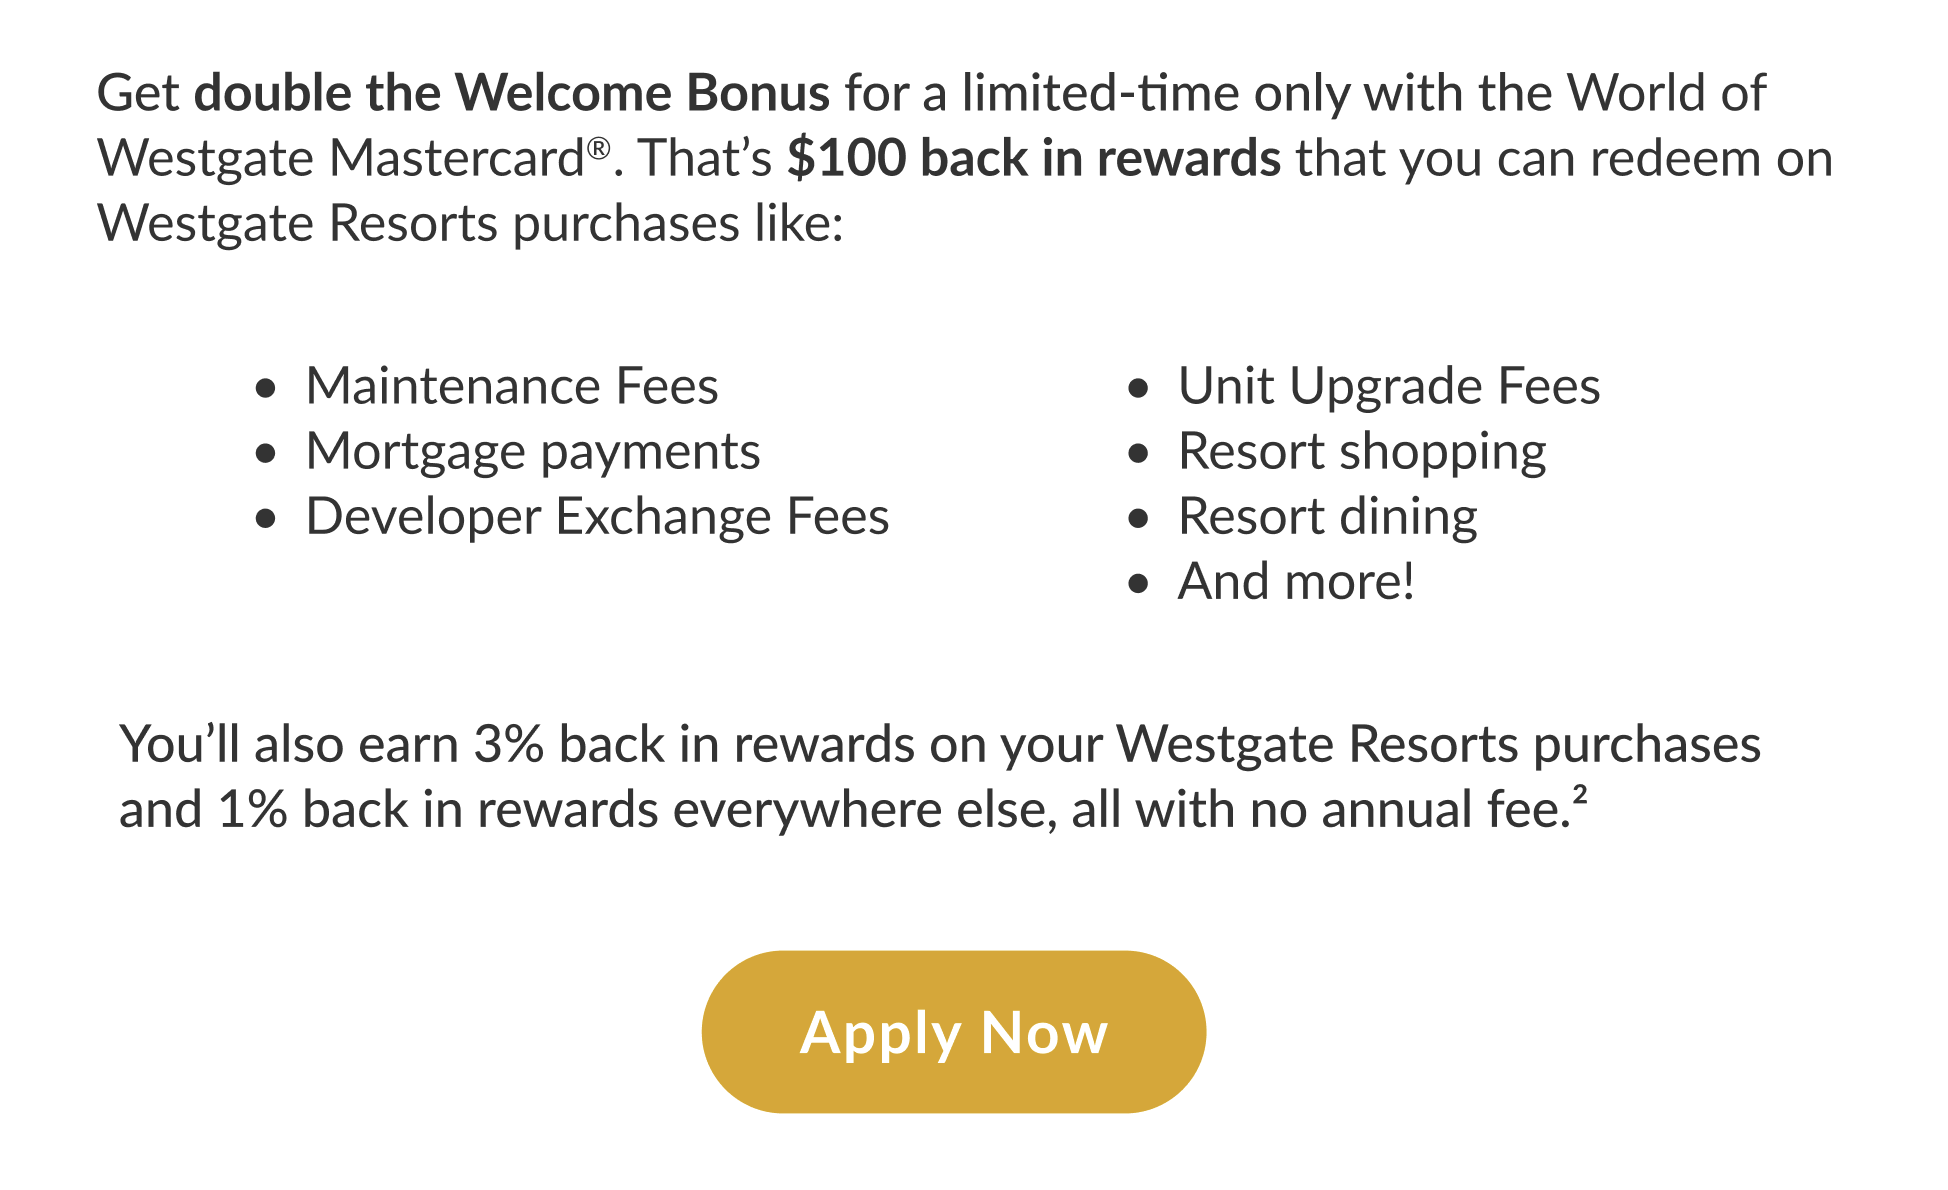 Get double the Welcome Bonus for a limited-time only with the World of
Westgate Mastercard®. That’s $100 back in rewards that you can redeem on
Westgate Resorts purchases like:
• Maintenance Fees
• Mortgage payments
• Developer Exchange Fees
• Unit Upgrade Fees
• Resort shopping
• Resort dining
• And more!
You’ll also earn 3% back in rewards on your Westgate Resorts purchases
and 1% back in rewards everywhere else, all with no annual fee.²
Apply Now